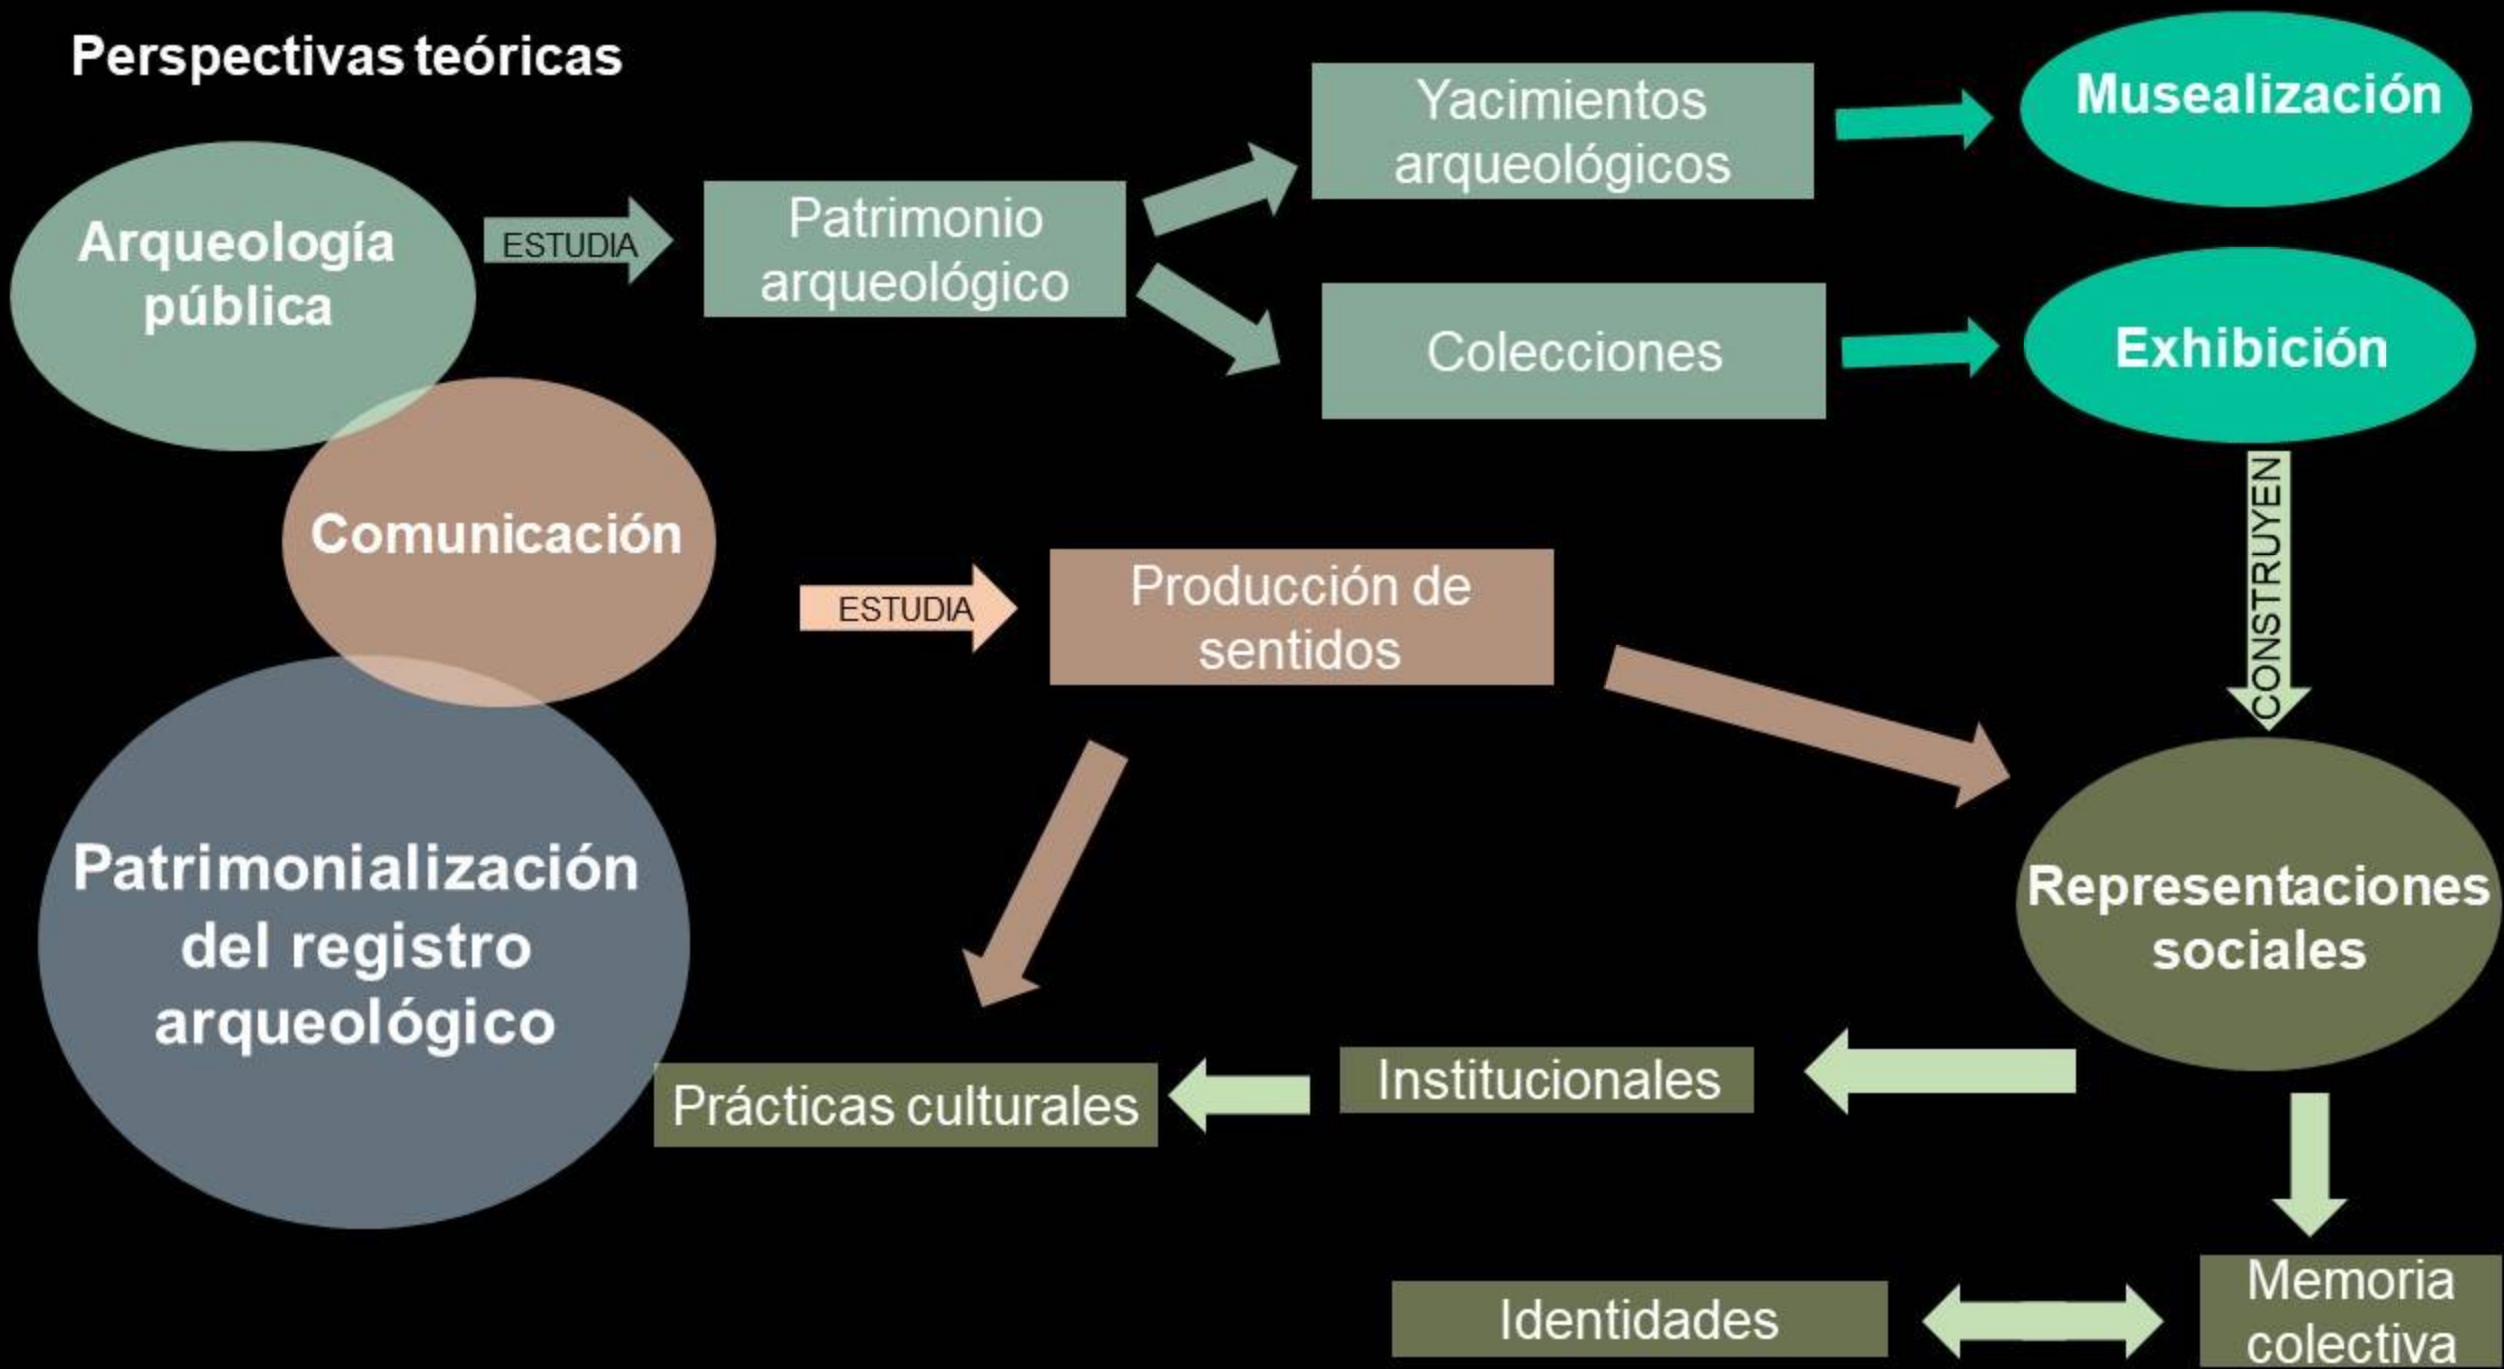 Perspectivas teóricas
Arqueología
pública
ESTUDIA
Patrimonio
arqueológico
Yacimientos
arqueológicos
Musealización
Colecciones
Exhibición
CONSTRUYEN
Comunicación
ESTUDIA
Producción de
sentidos
Representaciones
sociales
Patrimonialización
del registro
arqueológico
Prácticas culturales
Institucionales
Identidades
Memoria
colectiva